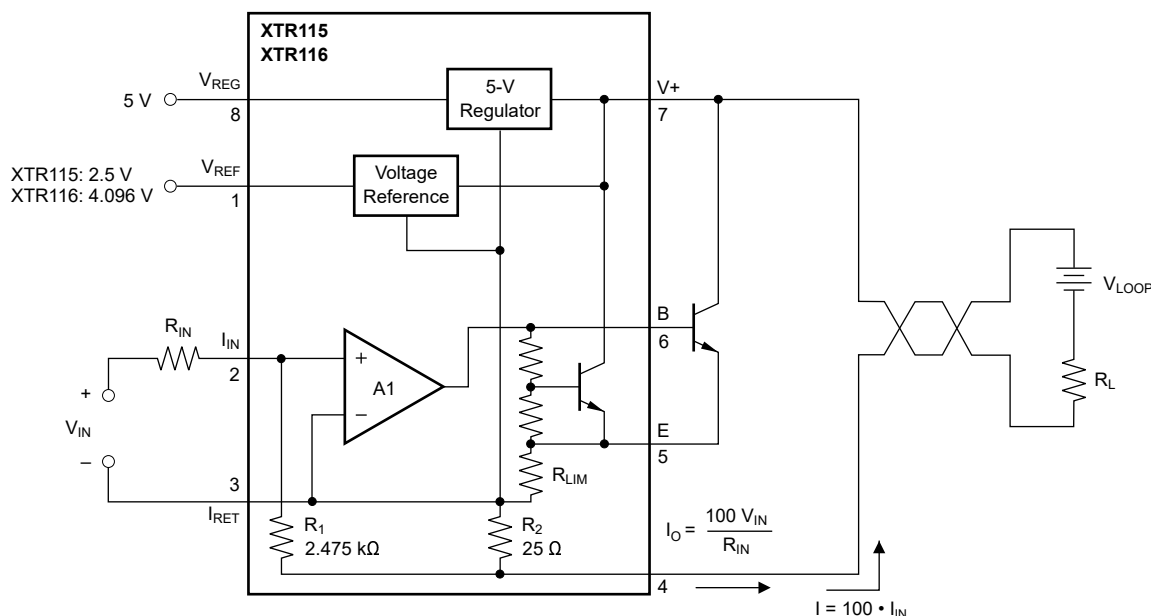 XTR115
XTR116
V_REG
5-V
Regulator
V+
5 V
8
7
V_REF
Voltage
Reference
XTR115: 2.5 V
XTR116: 4.096 V
1
B
6
V_LOOP
R_IN
I_IN
2
+
A1
−
R_L
+
V_IN
−
E
5
R_LIM
3
I_RET
R_1
2.475 kΩ
R_2
25 Ω
I_O = 100 V_IN / R_IN
4
I = 100 • I_IN